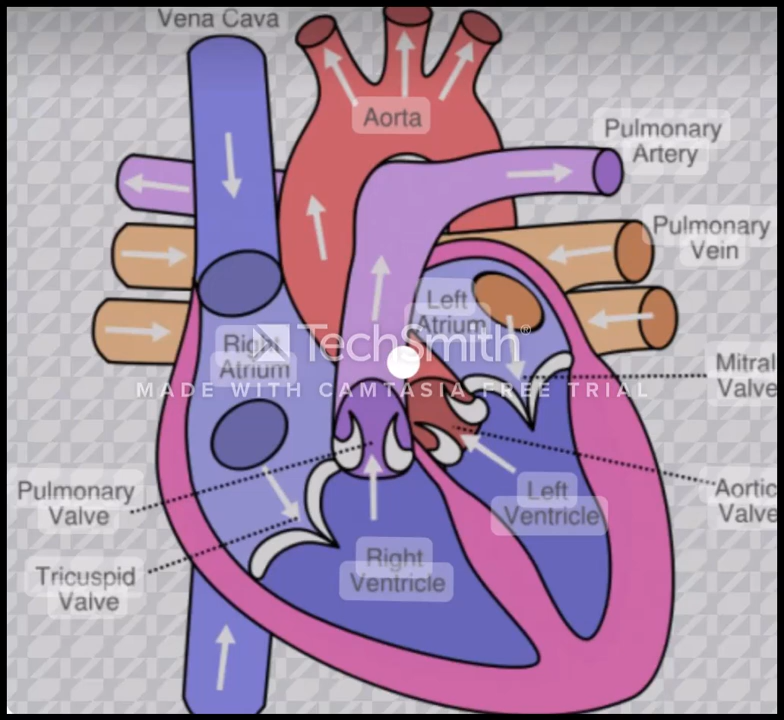 Vena Cava
Aorta
Pulmonary
Artery
Pulmonary
Vein
Left
Atrium
Right
Atrium
TechSmith®
MADE WITH CAMTASIA FREE TRIAL
Mitral
Valve
Pulmonary
Valve
Left
Ventricle
Aortic
Valve
Right
Ventricle
Tricuspid
Valve